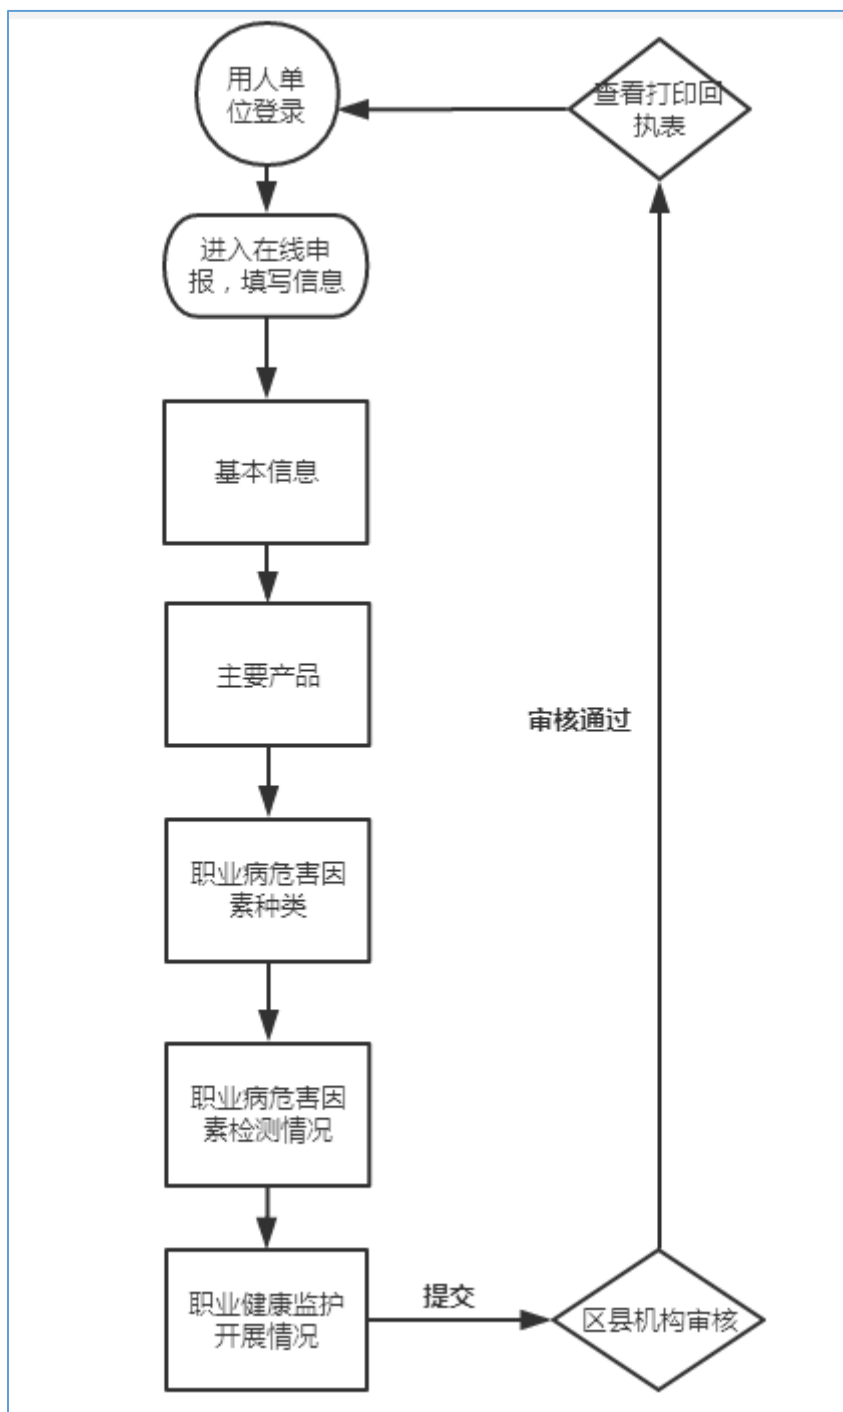 用人单
位登录
查看打印回
执表
进入在线申
报，填写信息
基本信息
主要产品
审核通过
职业病危害因
素种类
职业病危害因
素检测情况
职业健康监护
开展情况
提交
区县机构审核